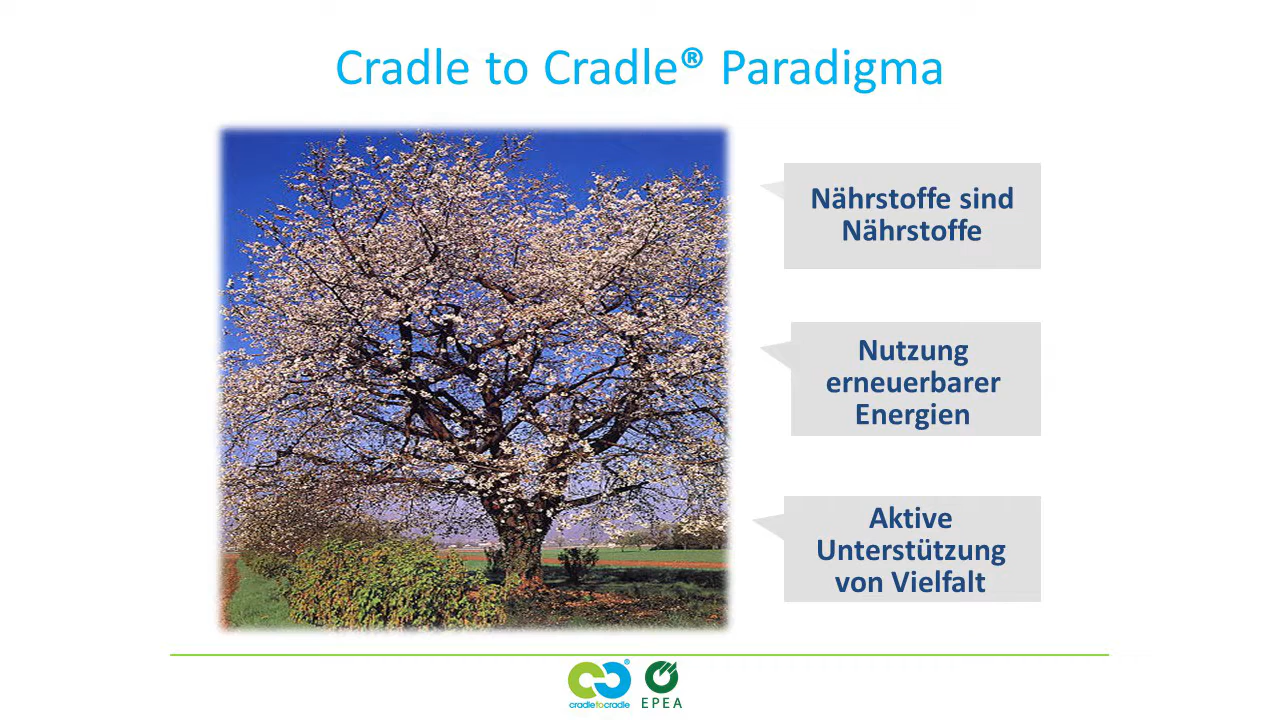 Cradle to Cradle® Paradigma
Nährstoffe sind
Nährstoffe
Nutzung
erneuerbarer
Energien
Aktive
Unterstützung
von Vielfalt
®
cradletocradle
EPEA